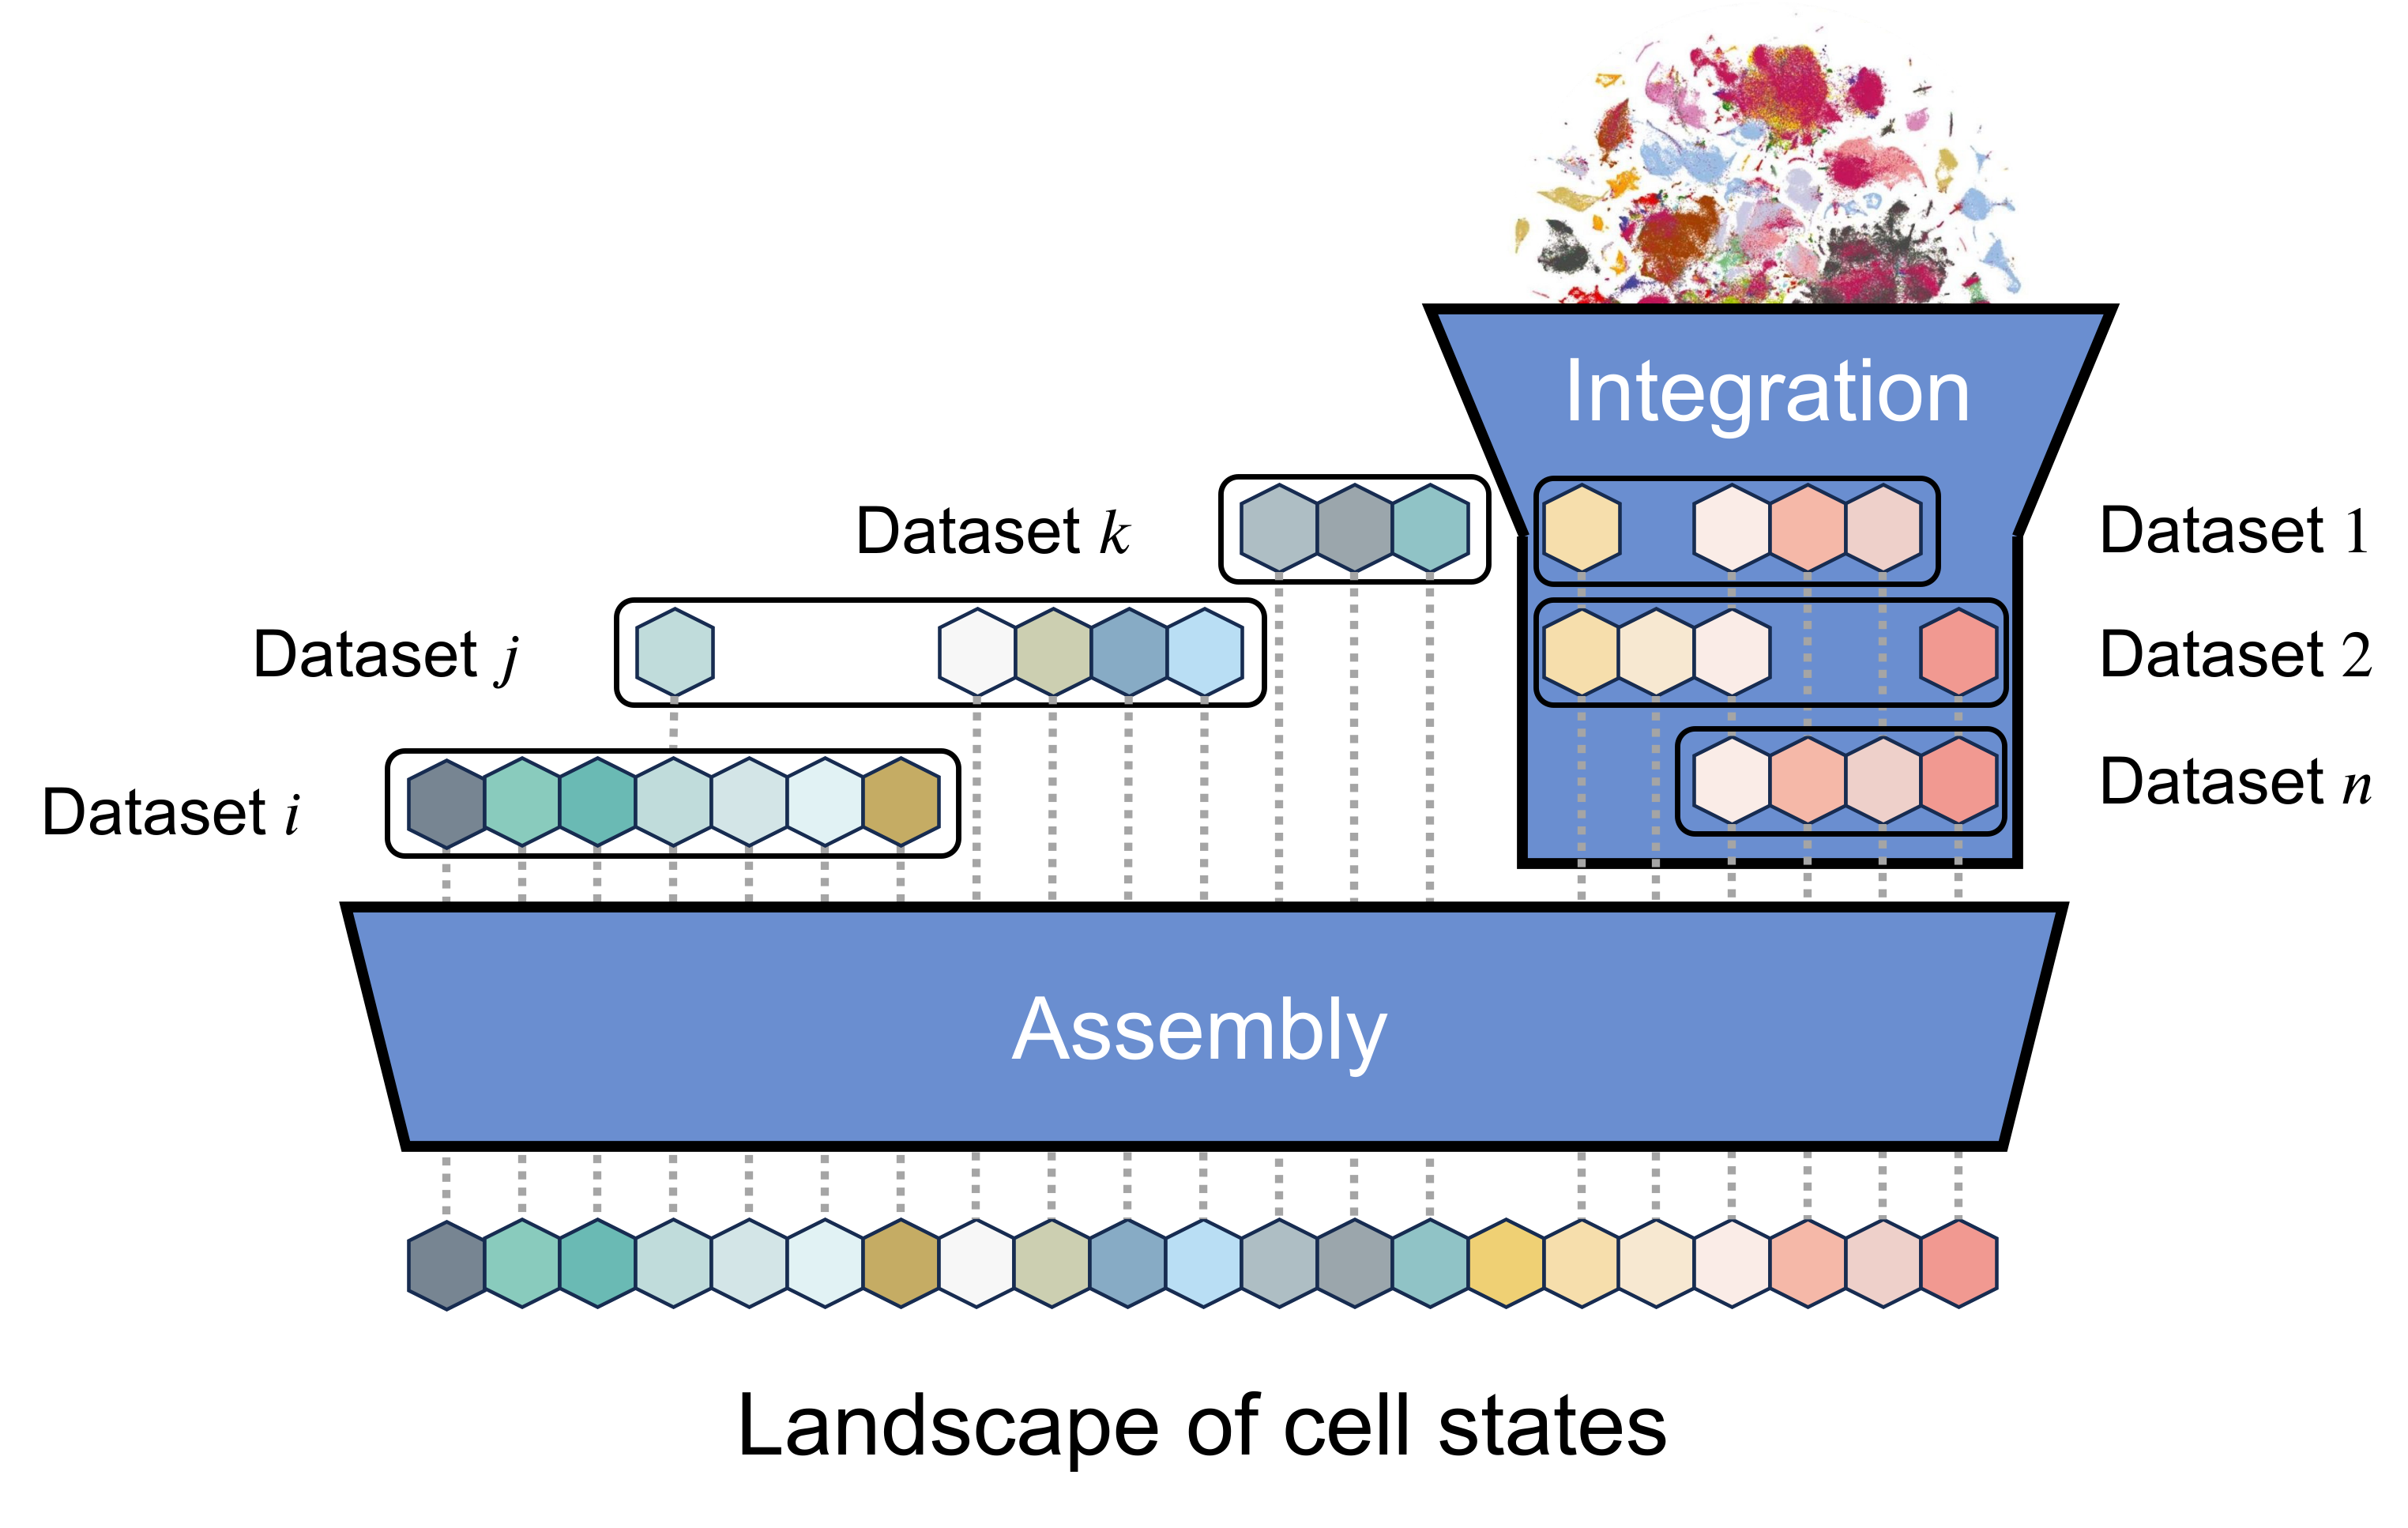 Integration
Dataset k
Dataset 1
Dataset j
Dataset 2
Dataset i
Dataset n
Assembly
Landscape of cell states